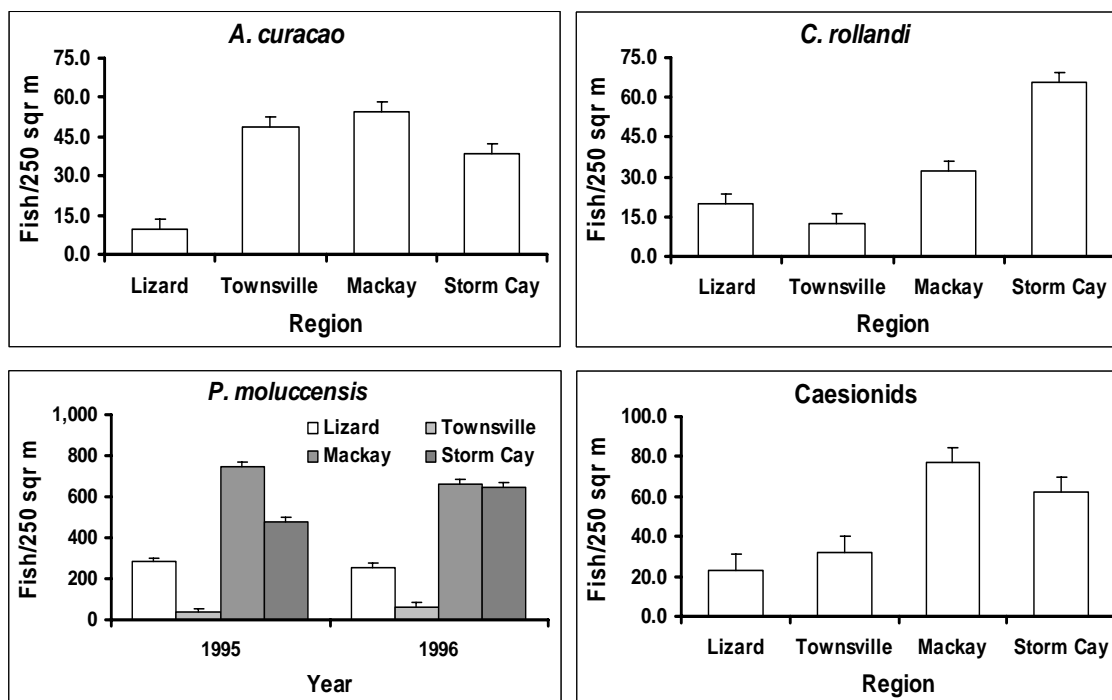 A. curacao
75.0
60.0
45.0
30.0
15.0
0.0
Fish/250 sqr m
Lizard Townsville Mackay Storm Cay
Region
C. rollandi
75.0
60.0
45.0
30.0
15.0
0.0
Fish/250 sqr m
Lizard Townsville Mackay Storm Cay
Region
P. moluccensis
1,000
800
600
400
200
0
Fish/250 sqr m
Lizard Townsville
Mackay Storm Cay
1995 1996
Year
Caesionids
100.0
80.0
60.0
40.0
20.0
0.0
Fish/250 sqr m
Lizard Townsville Mackay Storm Cay
Region